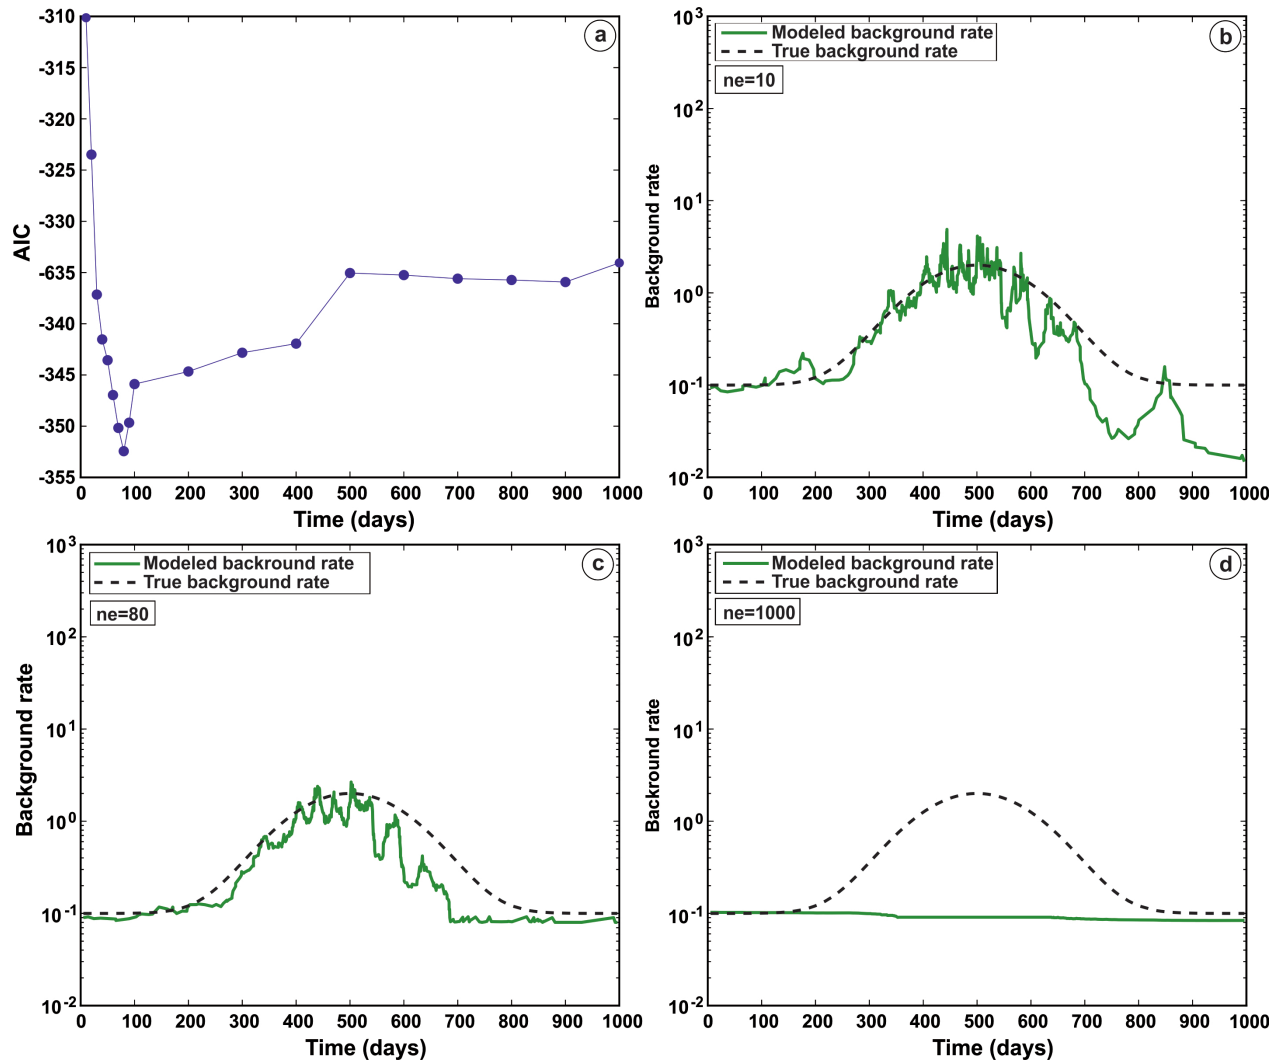 -310
-315
-320
-325
-330
-635
-340
-345
-350
-355
AIC
0 100 200 300 400 500 600 700 800 900 1000
Time (days)
a
10³
10²
10¹
10⁰
10⁻¹
10⁻²
Background rate
Modeled background rate
True background rate
ne=10
b
0 100 200 300 400 500 600 700 800 900 1000
Time (days)
10³
10²
10¹
10⁰
10⁻¹
10⁻²
Background rate
Modeled backround rate
True background rate
ne=80
c
0 100 200 300 400 500 600 700 800 900 1000
Time (days)
10³
10²
10¹
10⁰
10⁻¹
10⁻²
Backround rate
Modeled background rate
True background rate
ne=1000
d
0 100 200 300 400 500 600 700 800 900 1000
Time (days)